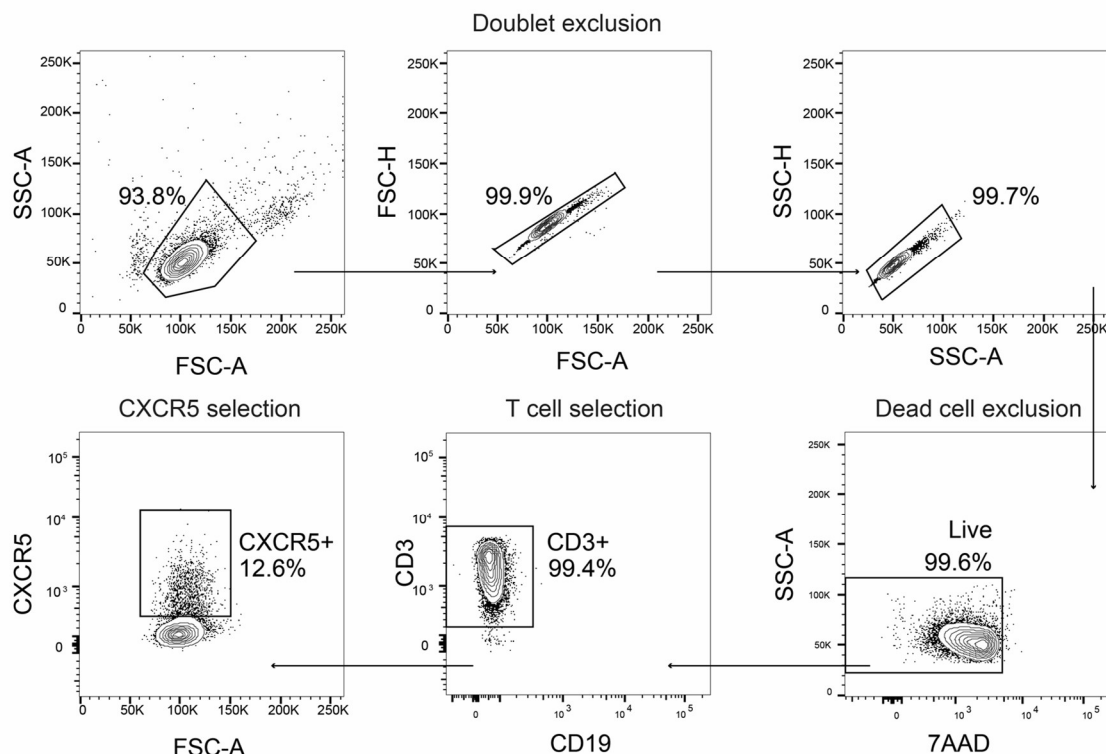 Doublet exclusion
250K
200K
150K
100K
50K
0
SSC-A
93.8%
0 50K 100K 150K 200K 250K
FSC-A
250K
200K
150K
100K
50K
0
FSC-H
99.9%
0 50K 100K 150K 200K 250K
FSC-A
250K
200K
150K
100K
50K
0
SSC-H
99.7%
0 50K 100K 150K 200K 250K
SSC-A
CXCR5 selection
10⁵
10⁴
10³
0
CXCR5
CXCR5+
12.6%
0 50K 100K 150K 200K 250K
FSC-A
T cell selection
10⁵
10⁴
10³
0
CD3
CD3+
99.4%
0 10³ 10⁴ 10⁵
CD19
Dead cell exclusion
250K
200K
150K
100K
50K
0
SSC-A
Live
99.6%
0 10³ 10⁴ 10⁵
7AAD